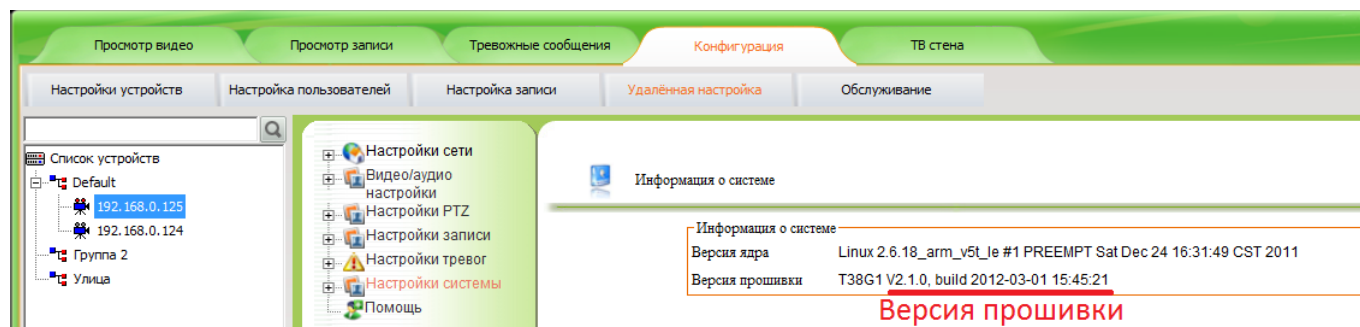 Просмотр видео Просмотр записи Тревожные сообщения Конфигурация ТВ стена
Настройки устройств Настройка пользователей Настройка записи Удалённая настройка Обслуживание
Список устройств
Default
192.168.0.125
192.168.0.124
Группа 2
Улица
Настройки сети
Видео/аудио
настройки
Настройки PTZ
Настройки записи
Настройки тревог
Настройки системы
Помощь
Информация о системе
Информация о системе
Версия ядра Linux 2.6.18_arm_v5t_le #1 PREEMPT Sat Dec 24 16:31:49 CST 2011
Версия прошивки T38G1 V2.1.0, build 2012-03-01 15:45:21
Версия прошивки